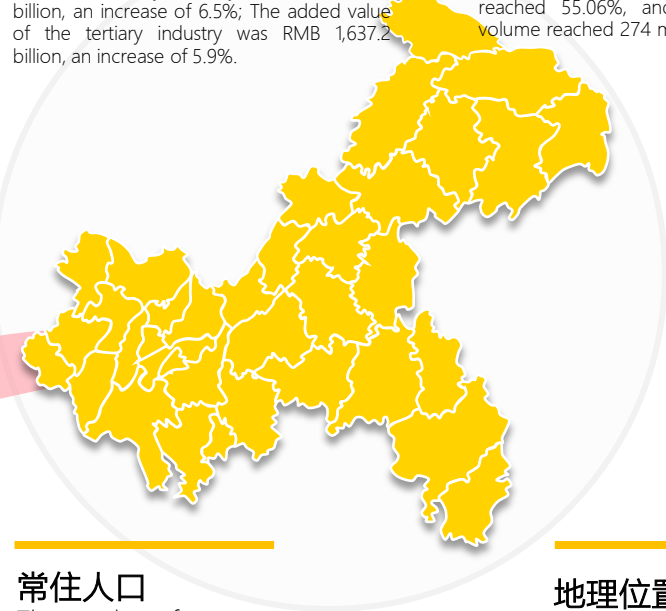 billion, an increase of 6.5%; The added value
of the tertiary industry was RMB 1,637.2
billion, an increase of 5.9%.
reached 55.06%, and
volume reached 274
常住人口
地理位置